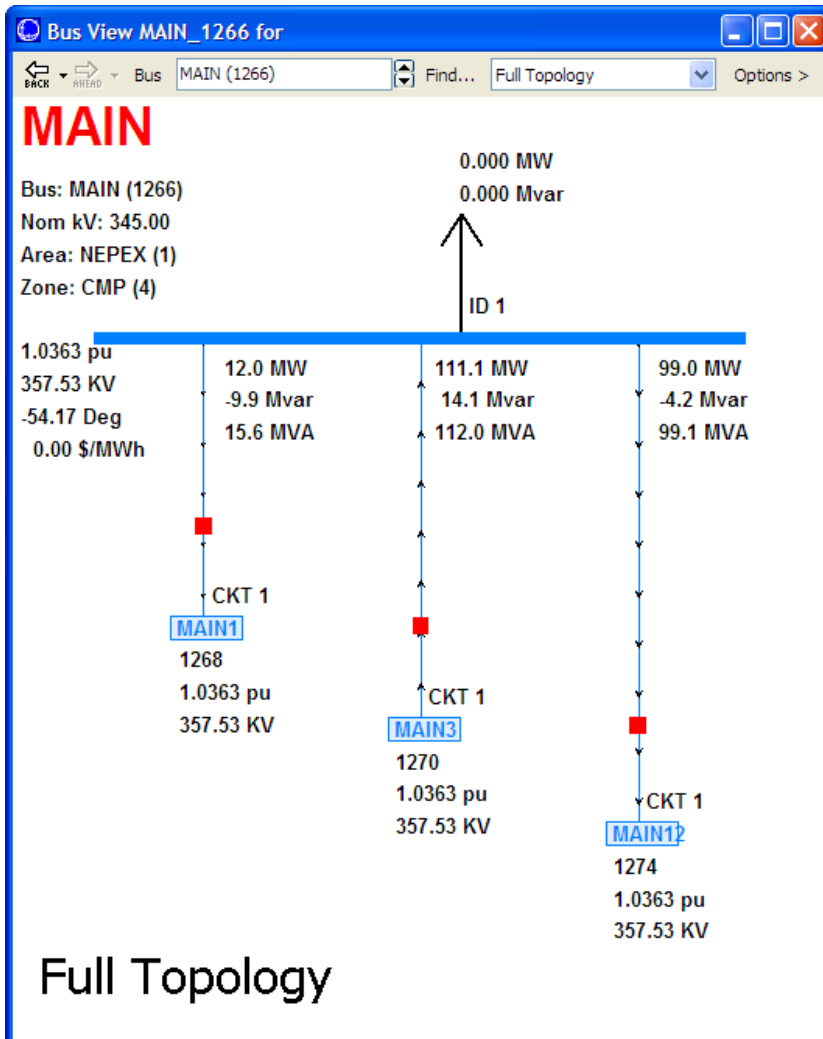 Bus View MAIN_1266 for
BACK AHEAD Bus MAIN (1266) Find... Full Topology Options >
MAIN
Bus: MAIN (1266)
Nom kV: 345.00
Area: NEPEX (1)
Zone: CMP (4)
0.000 MW
0.000 Mvar
ID 1
1.0363 pu
357.53 KV
-54.17 Deg
0.00 $/MWh
12.0 MW
-9.9 Mvar
15.6 MVA
111.1 MW
14.1 Mvar
112.0 MVA
99.0 MW
-4.2 Mvar
99.1 MVA
CKT 1
MAIN1
1268
1.0363 pu
357.53 KV
CKT 1
MAIN3
1270
1.0363 pu
357.53 KV
CKT 1
MAIN12
1274
1.0363 pu
357.53 KV
Full Topology